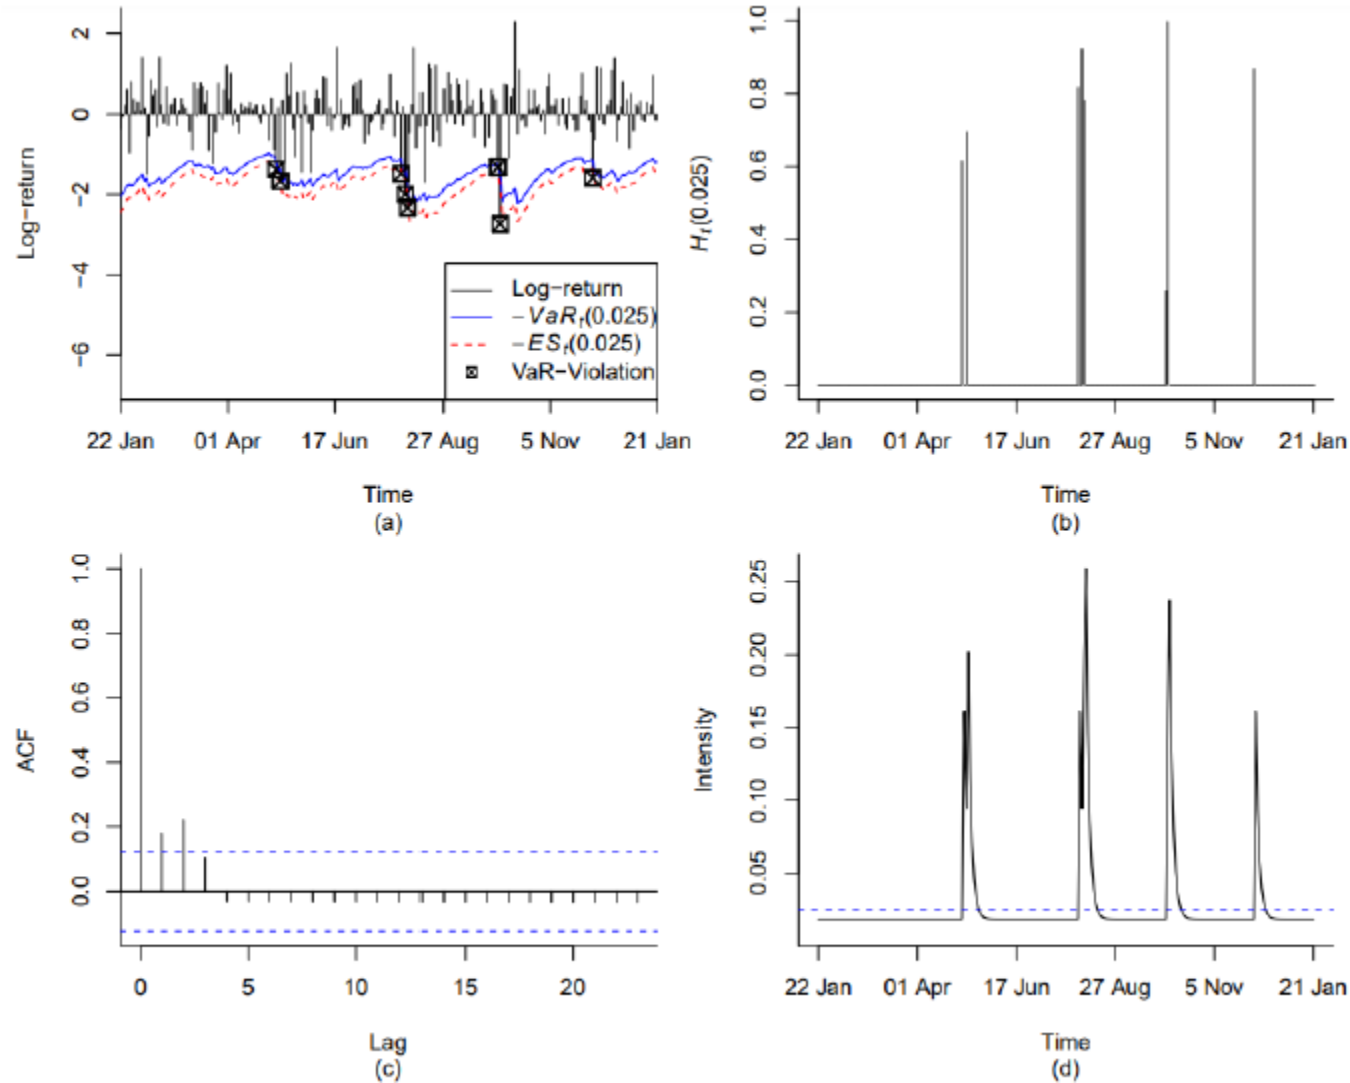 Log−return
2
0
−2
−4
−6
Log−return
−VaRt(0.025)
−ESt(0.025)
VaR−Violation
22 Jan 01 Apr 17 Jun 27 Aug 5 Nov 21 Jan
Time
(a)
Ht(0.025)
1.0
0.8
0.6
0.4
0.2
0.0
22 Jan 01 Apr 17 Jun 27 Aug 5 Nov 21 Jan
Time
(b)
ACF
1.0
0.8
0.6
0.4
0.2
0.0
0 5 10 15 20
Lag
(c)
Intensity
0.25
0.20
0.15
0.10
0.05
22 Jan 01 Apr 17 Jun 27 Aug 5 Nov 21 Jan
Time
(d)